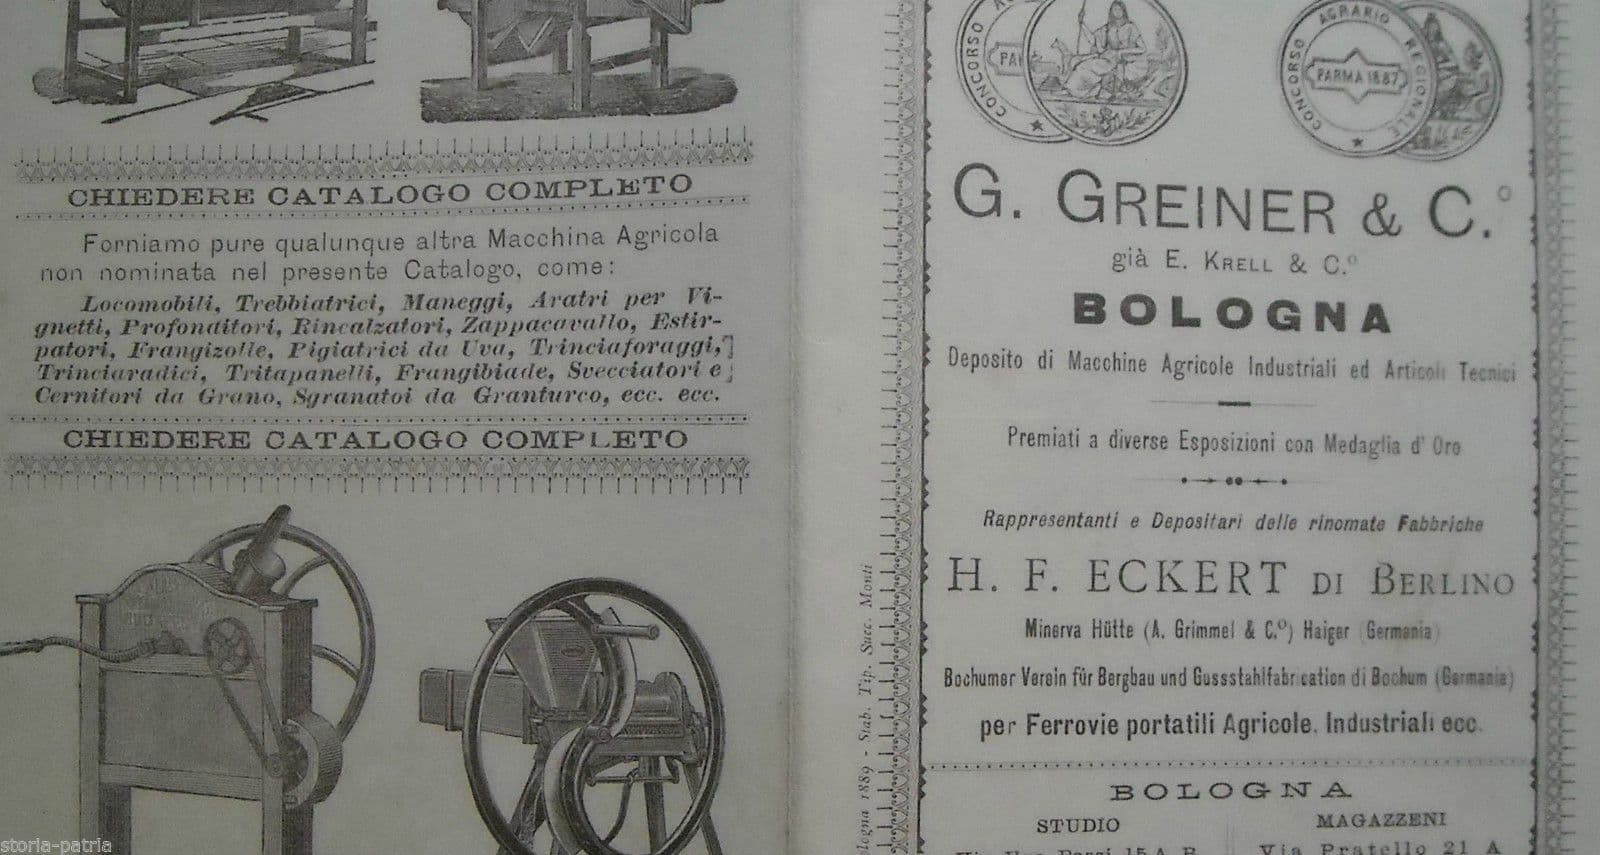 CHIEDERE CATALOGO COMPLETO
Forniamo pure qualunque altra Macchina Agricola
non nominata nel presente Catalogo, come:
Locomobili, Trebbiatrici, Maneggi, Aratri per Vi-
gnetti, Profonditori, Rincalzatori, Zappacavallo, Estir-
patori, Frangizolle, Pigiatrici da Uva, Trinciaforaggi,
Trinciaradici, Tritapanelli, Frangibiade, Svecciatori e
Cernitori da Grano, Sgranatoi da Granturco, ecc. ecc.
CHIEDERE CATALOGO COMPLETO
storia-patria
ologna 1889 - Stab. Tip. Succ. Monti
CONCORSO
PAR
CONCORSO AGRARIO REGIONALE
PARMA 1887
G. GREINER & C.º
già E. KRELL & C.º
BOLOGNA
Deposito di Macchine Agricole Industriali ed Articoli Tecnici
Premiati a diverse Esposizioni con Medaglia d'Oro
Rappresentanti e Depositari delle rinomate Fabbriche
H. F. ECKERT DI BERLINO
Minerva Hütte (A. Grimmel & C.º) Haiger (Germania)
Bochumer Verein für Bergbau und Gussstahlfabrication di Bochum (Germania)
per Ferrovie portatili Agricole, Industriali ecc.
BOLOGNA
STUDIO
MAGAZZENI
Via Pratello 21 A